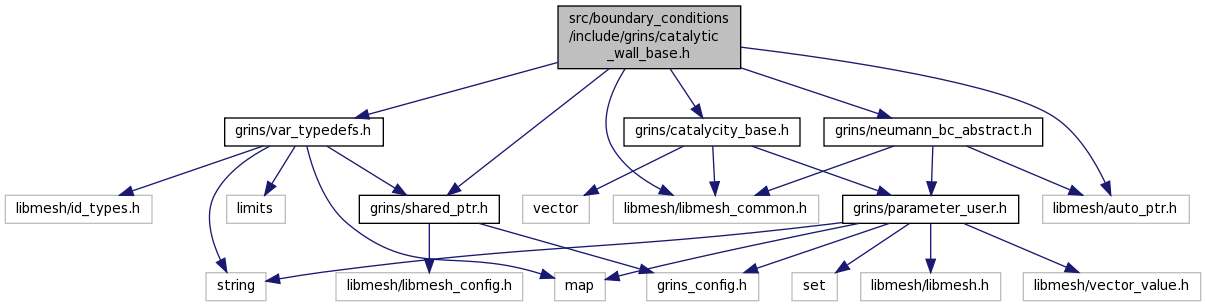 src/boundary_conditions
/include/grins/catalytic
_wall_base.h
grins/var_typedefs.h
grins/catalycity_base.h
grins/neumann_bc_abstract.h
libmesh/id_types.h
limits
grins/shared_ptr.h
vector
libmesh/libmesh_common.h
grins/parameter_user.h
libmesh/auto_ptr.h
string
libmesh/libmesh_config.h
map
grins_config.h
set
libmesh/libmesh.h
libmesh/vector_value.h